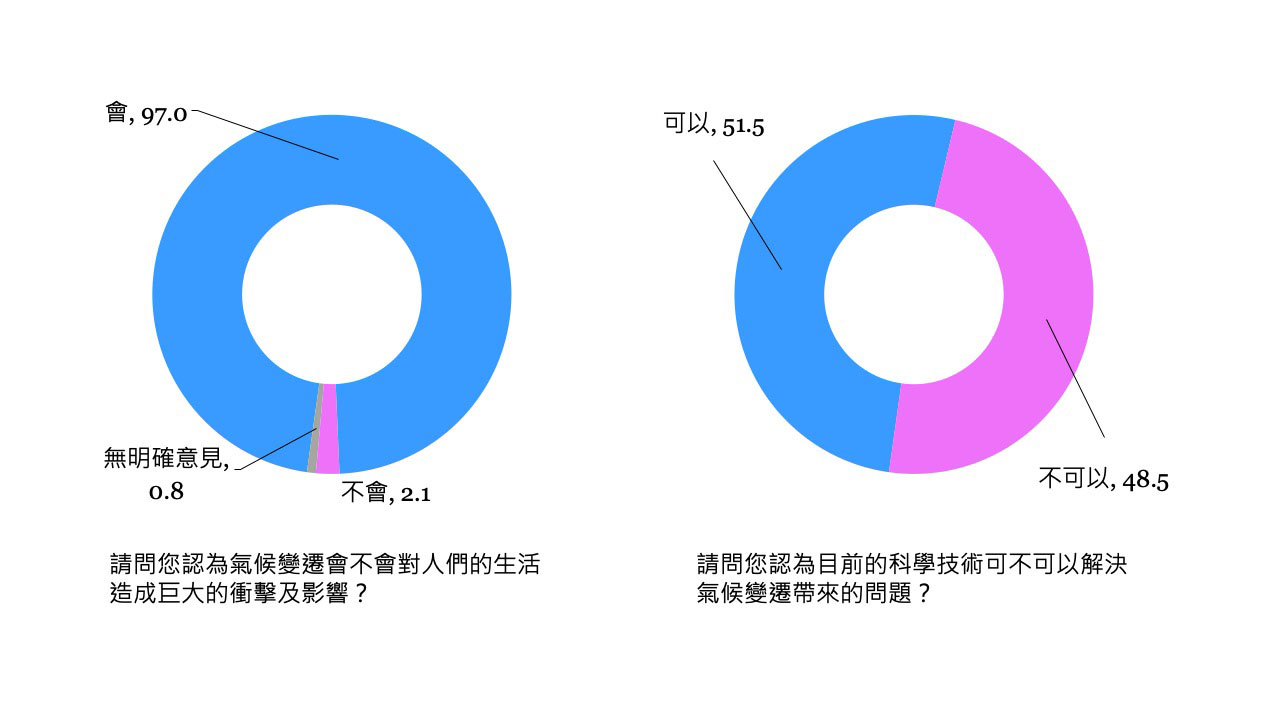 會, 97.0
無明確意見,
0.8
不會, 2.1
請問您認為氣候變遷會不會對人們的生活
造成巨大的衝擊及影響？
可以, 51.5
不可以, 48.5
請問您認為目前的科學技術可不可以解決
氣候變遷帶來的問題？